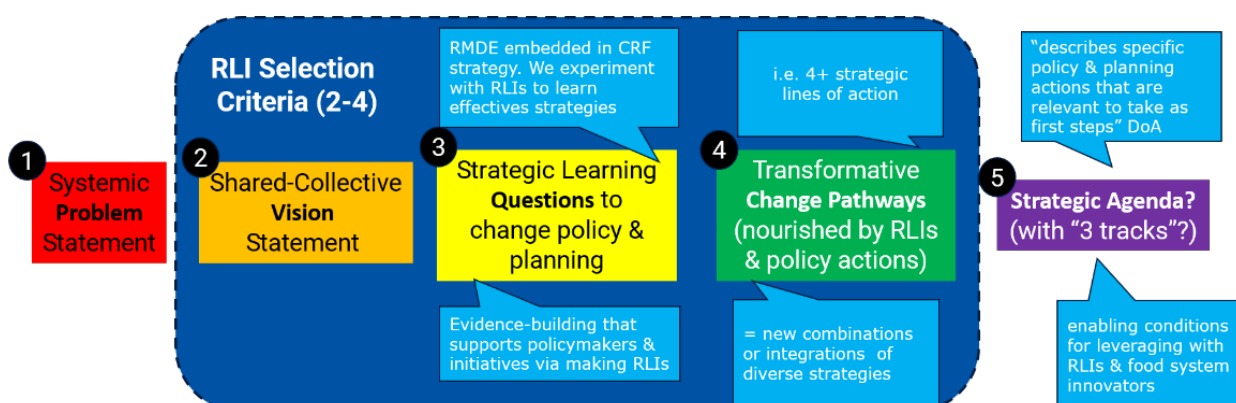 RLI Selection
Criteria (2-4)
RMDE embedded in CRF
strategy. We experiment
with RLIs to learn
effectives strategies
i.e. 4+ strategic
lines of action
"describes specific
policy & planning
actions that are
relevant to take as
first steps" DoA
1
Systemic
Problem
Statement
2
Shared-Collective
Vision
Statement
3
Strategic Learning
Questions to
change policy &
planning
4
Transformative
Change Pathways
(nourished by RLIs
& policy actions)
5
Strategic Agenda?
(with "3 tracks"?)
Evidence-building that
supports policymakers &
initiatives via making RLIs
= new combinations
or integrations of
diverse strategies
enabling conditions
for leveraging with
RLIs & food system
innovators